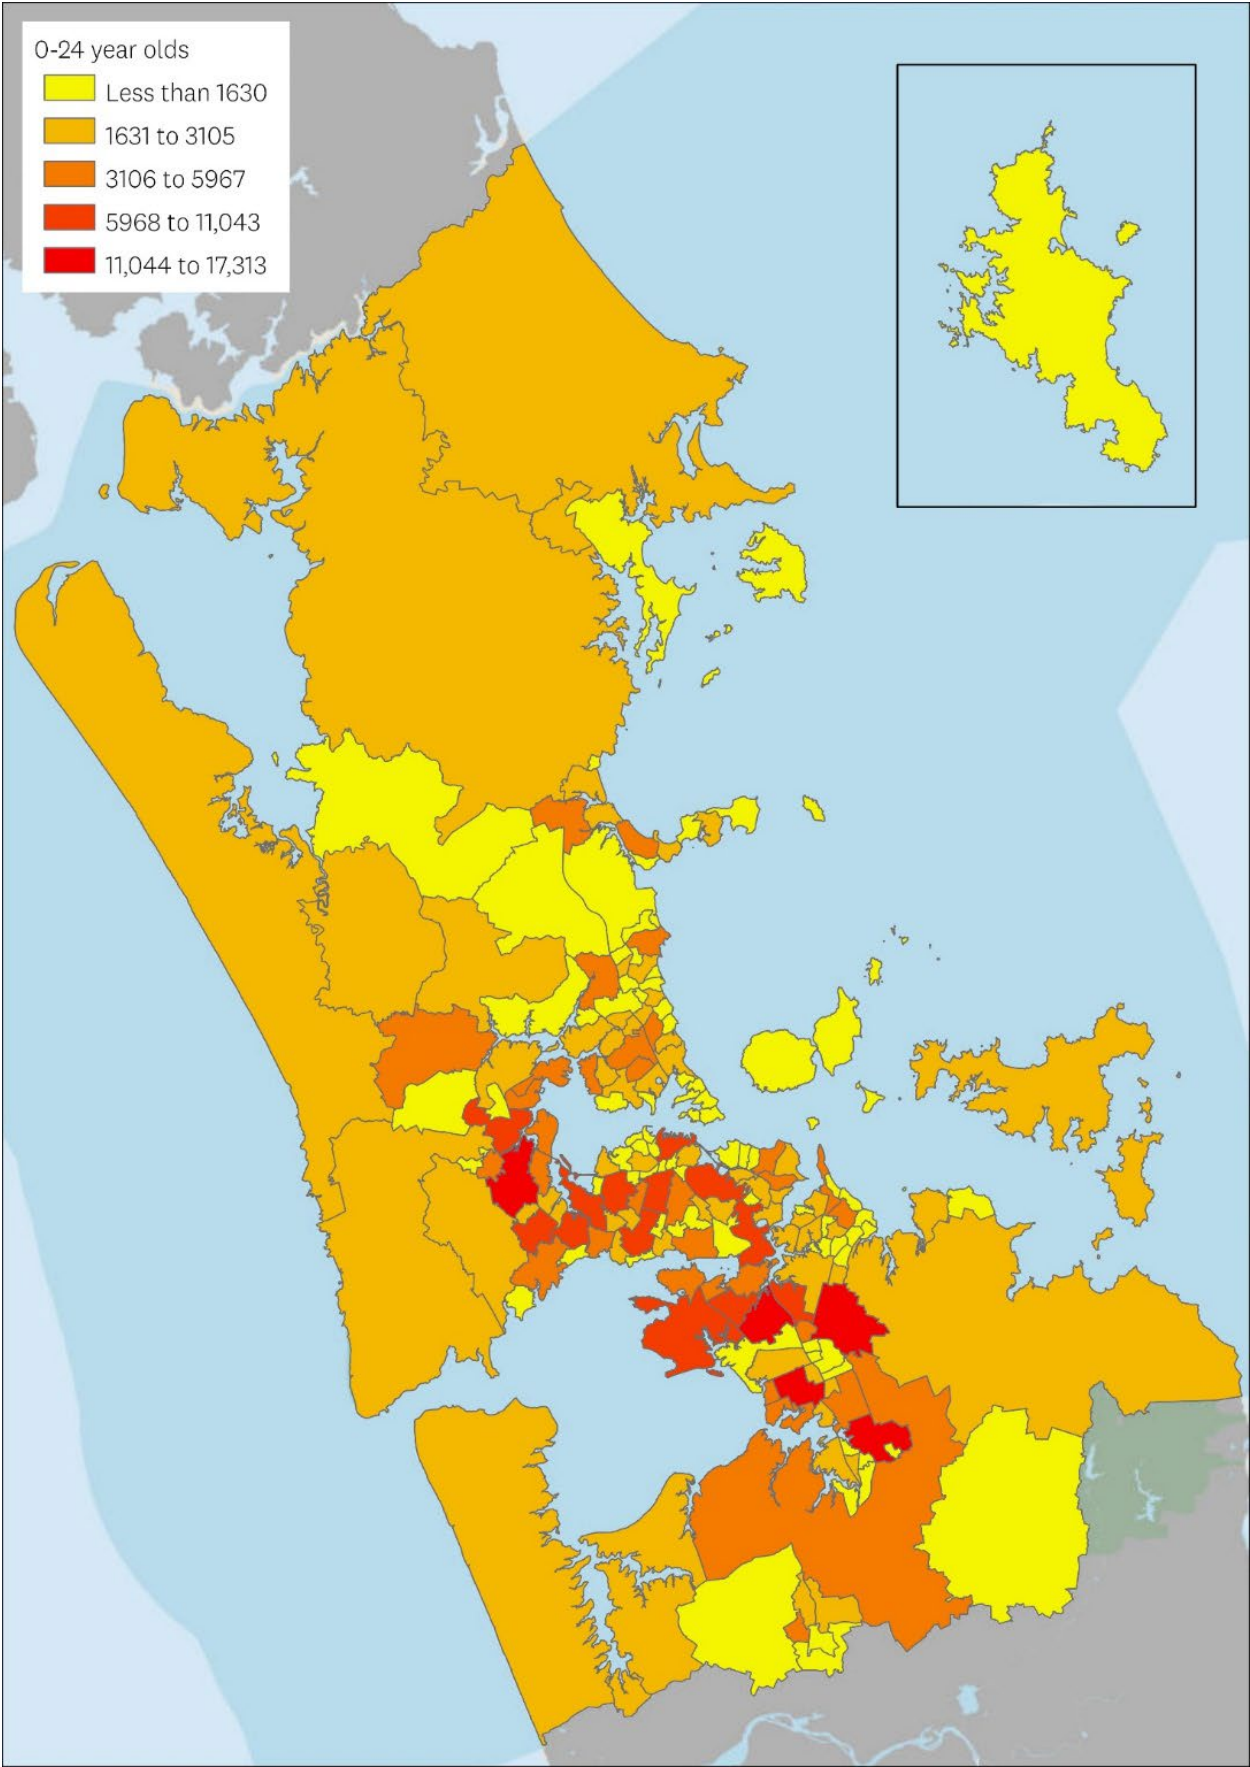 0-24 year olds
Less than 1630
1631 to 3105
3106 to 5967
5968 to 11,043
11,044 to 17,313